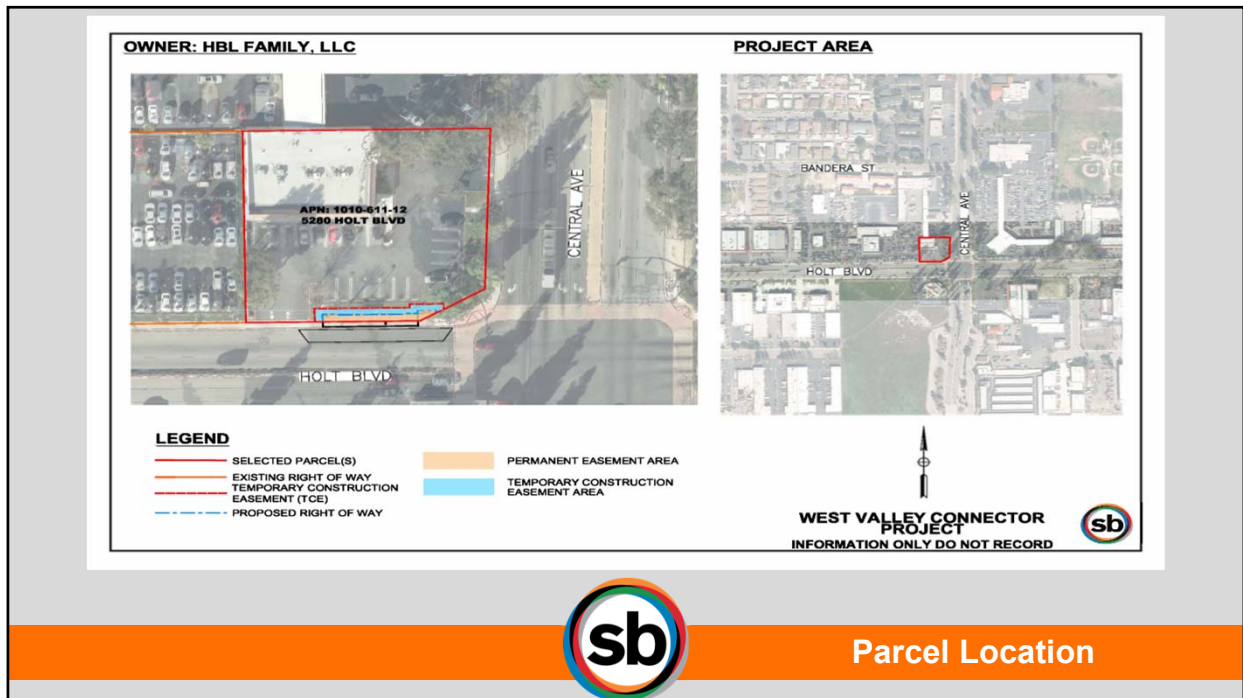 OWNER: HBL FAMILY, LLC
PROJECT AREA
APN: 1010-611-12
5280 HOLT BLVD
CENTRAL AVE
HOLT BLVD
BANDERA ST
CENTRAL AVE
HOLT BLVD
LEGEND
SELECTED PARCEL(S)
EXISTING RIGHT OF WAY
TEMPORARY CONSTRUCTION
EASEMENT (TCE)
PROPOSED RIGHT OF WAY
PERMANENT EASEMENT AREA
TEMPORARY CONSTRUCTION
EASEMENT AREA
WEST VALLEY CONNECTOR
PROJECT
INFORMATION ONLY DO NOT RECORD
sb
sb
Parcel Location